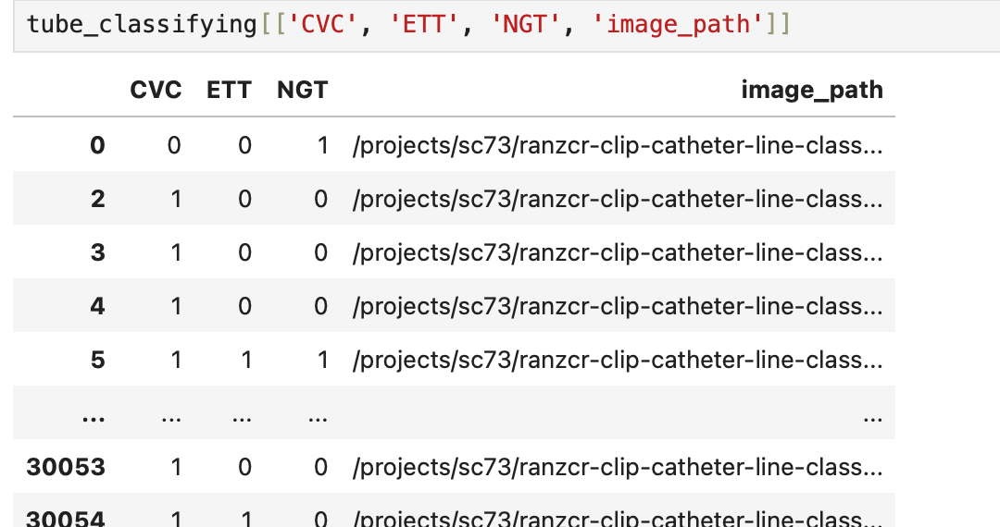 tube_classifying[['CVC', 'ETT', 'NGT', 'image_path']]
CVC ETT NGT image_path
0 0 0 1 /projects/sc73/ranzcr-clip-catheter-line-class...
2 1 0 0 /projects/sc73/ranzcr-clip-catheter-line-class...
3 1 0 0 /projects/sc73/ranzcr-clip-catheter-line-class...
4 1 0 0 /projects/sc73/ranzcr-clip-catheter-line-class...
5 1 1 1 /projects/sc73/ranzcr-clip-catheter-line-class...
... ... ... ... ...
30053 1 0 0 /projects/sc73/ranzcr-clip-catheter-line-class...
30054 1 1 0 /projects/sc73/ranzcr-clip-catheter-line-class...